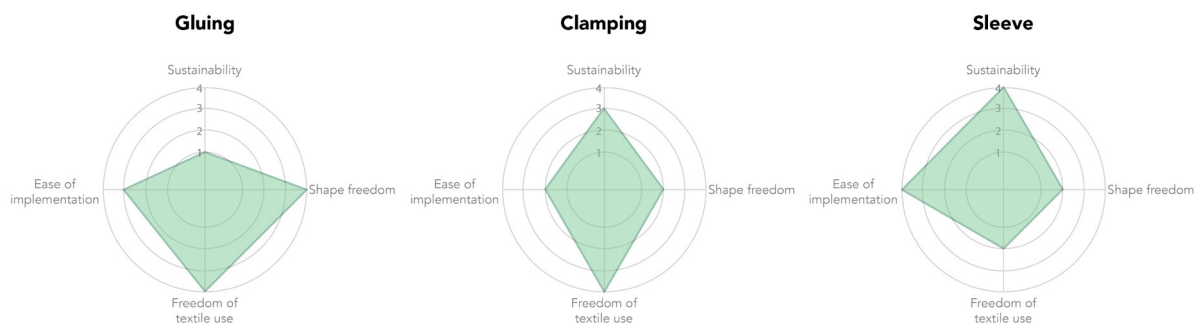 Gluing
Sustainability
4
3
2
1
Ease of
implementation
Shape freedom
Freedom of
textile use
Clamping
Sustainability
4
3
2
1
Ease of
implementation
Shape freedom
Freedom of
textile use
Sleeve
Sustainability
4
3
2
1
Ease of
implementation
Shape freedom
Freedom of
textile use